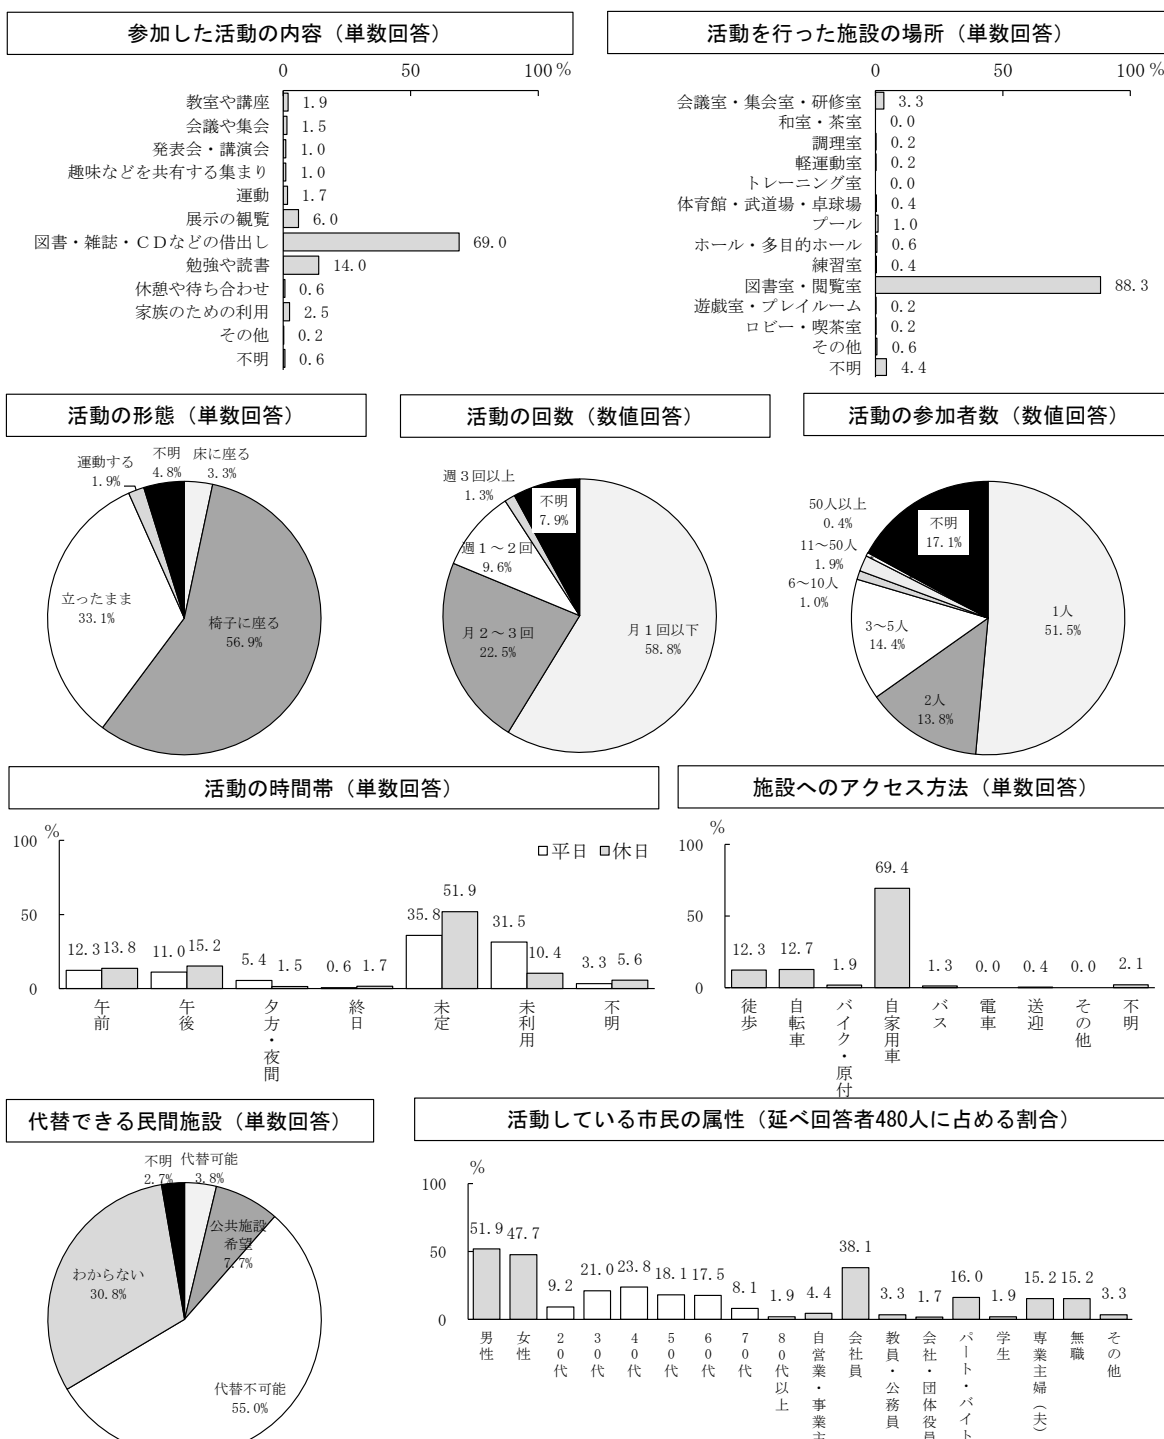 参加した活動の内容（単数回答）
0 50 100 %
教室や講座 1.9
会議や集会 1.5
発表会・講演会 1.0
趣味などを共有する集まり 1.0
運動 1.7
展示の観覧 6.0
図書・雑誌・ＣＤなどの借出し 69.0
勉強や読書 14.0
休憩や待ち合わせ 0.6
家族のための利用 2.5
その他 0.2
不明 0.6
活動を行った施設の場所（単数回答）
0 50 100 %
会議室・集会室・研修室 3.3
和室・茶室 0.0
調理室 0.2
軽運動室 0.2
トレーニング室 0.0
体育館・武道場・卓球場 0.4
プール 1.0
ホール・多目的ホール 0.6
練習室 0.4
図書室・閲覧室 88.3
遊戯室・プレイルーム 0.2
ロビー・喫茶室 0.2
その他 0.6
不明 4.4
活動の形態（単数回答）
床に座る
3.3%
椅子に座る
56.9%
立ったまま
33.1%
運動する
1.9%
不明
4.8%
活動の回数（数値回答）
月１回以下
58.8%
月２～３回
22.5%
週１～２回
9.6%
週３回以上
1.3%
不明
7.9%
活動の参加者数（数値回答）
1人
51.5%
2人
13.8%
3～5人
14.4%
6～10人
1.0%
11～50人
1.9%
50人以上
0.4%
不明
17.1%
活動の時間帯（単数回答）
%
100
50
0
平日 休日
12.3 13.8 11.0 15.2 5.4 1.5 0.6 1.7 35.8 51.9 31.5 10.4 3.3 5.6
午前
午後
夕方・夜間
終日
未定
未利用
不明
施設へのアクセス方法（単数回答）
%
100
50
0
12.3 12.7 1.9 69.4 1.3 0.0 0.4 0.0 2.1
徒歩
自転車
バイク・原付
自家用車
バス
電車
送迎
その他
不明
代替できる民間施設（単数回答）
代替可能
3.8%
公共施設
希望
7.7%
代替不可能
55.0%
わからない
30.8%
不明
2.7%
活動している市民の属性（延べ回答者480人に占める割合）
%
100
50
0
51.9 47.7 9.2 21.0 23.8 18.1 17.5 8.1 1.9 4.4 38.1 3.3 1.7 16.0 1.9 15.2 15.2 3.3
男性
女性
20代
30代
40代
50代
60代
70代
80代以上
自営業・事業主
会社員
教員・公務員
会社・団体役員
パート・バイト
学生
専業主婦（夫）
無職
その他